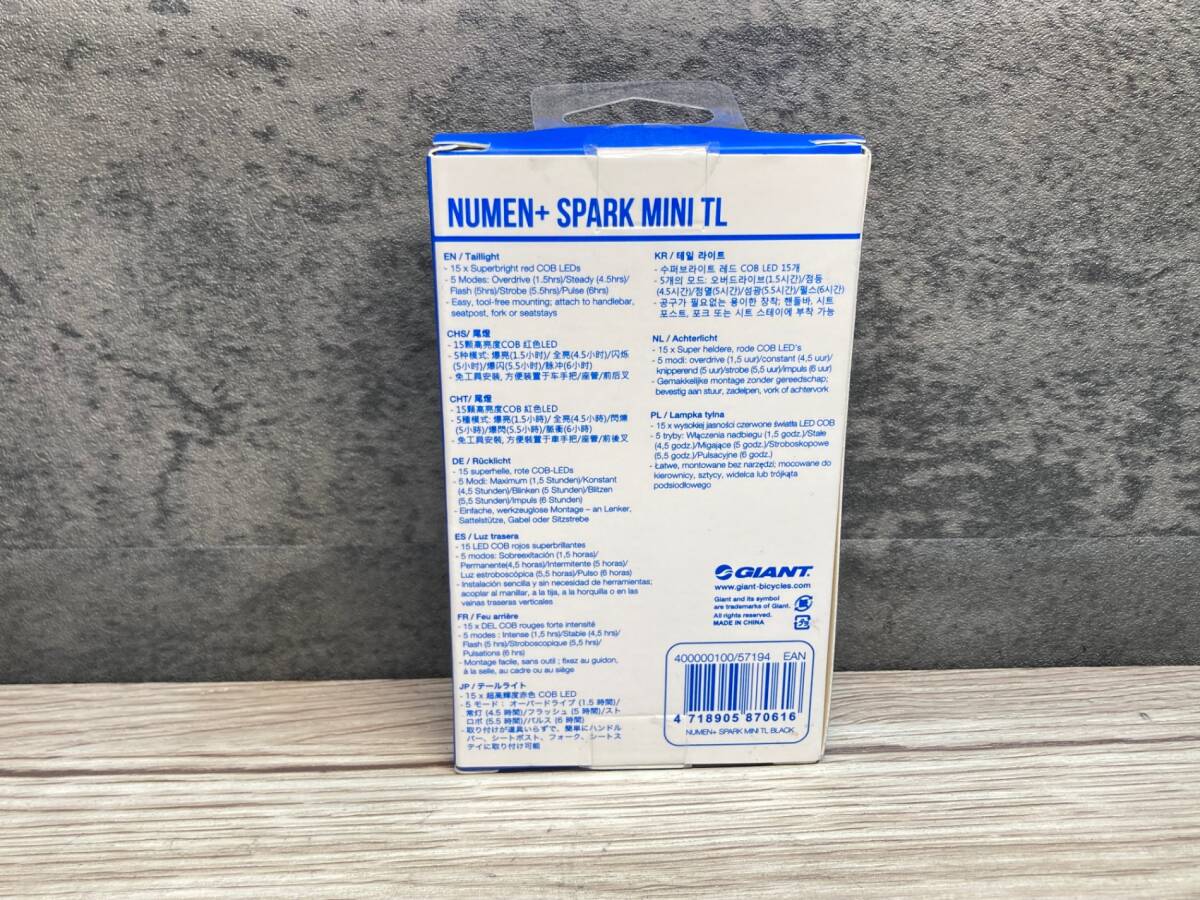 NUMEN+ SPARK MINI TL
EN / Taillight
- 15 x Superbright red COB LEDs
- 5 Modes: Overdrive (1.5hrs)/Steady (4.5hrs)/
Flash (5hrs)/Strobe (5.5hrs)/Pulse (6hrs)
- Easy, tool-free mounting; attach to handlebar,
seatpost, fork or seatstays
CHS/ 尾燈
- 15颗高亮度COB 紅色LED
- 5种模式: 爆亮(1.5小时)/ 全亮(4.5小时)/闪烁
(5小时)/爆闪(5.5小时)/脉冲(6小时)
- 免工具安裝, 方便裝置于车手把/座管/前后叉
CHT/ 尾燈
- 15顆高亮度COB 紅色LED
- 5種模式: 爆亮(1.5小時)/ 全亮(4.5小時)/閃爍
(5小時)/爆閃(5.5小時)/脈衝(6小時)
- 免工具安裝, 方便裝置于車手把/座管/前後叉
DE / Rücklicht
- 15 superhelle, rote COB-LEDs
- 5 Modi: Maximum (1,5 Stunden)/Konstant
(4,5 Stunden)/Blinken (5 Stunden)/Blitzen
(5,5 Stunden)/Impuls (6 Stunden)
- Einfache, werkzeuglose Montage – an Lenker,
Sattelstütze, Gabel oder Sitzstrebe
ES / Luz trasera
- 15 LED COB rojos superbrillantes
- 5 modos: Sobreexitación (1,5 horas)/
Permanente(4,5 horas)/Intermitente (5 horas)/
Luz estroboscópica (5,5 horas)/Pulso (6 horas)
- Instalación sencilla y sin necesidad de herramientas;
acoplar al manillar, a la tija, a la horquilla o en las
vainas traseras verticales
FR / Feu arrière
- 15 x DEL COB rouges forte intensité
- 5 modes : Intense (1,5 hrs)/Stable (4,5 hrs)/
Flash (5 hrs)/Stroboscopique (5,5 hrs)/
Pulsations (6 hrs)
- Montage facile, sans outil ; fixez au guidon,
à la selle, au cadre ou au siège
JP / テールライト
- 15 x 超高輝度赤色 COB LED
- 5 モード： オーバードライブ (1.5 時間)/
常灯 (4.5 時間)/フラッシュ (5 時間)/スト
ロボ (5.5 時間)/パルス (6 時間)
- 取り付けが道具いらずで、簡単にハンドル
バー、シートポスト、フォーク、シートス
テイに取り付け可能
KR / 테일 라이트
- 수퍼브라이트 레드 COB LED 15개
- 5개의 모드: 오버드라이브(1.5시간)/점등
(4.5시간)/점멸(5시간)/섬광(5.5시간)/펄스(6시간)
- 공구가 필요없는 용이한 장착; 핸들바, 시트
포스트, 포크 또는 시트 스테이에 부착 가능
NL / Achterlicht
- 15 x Super heldere, rode COB LED's
- 5 modi: overdrive (1,5 uur)/constant (4,5 uur)/
knipperend (5 uur)/strobe (5,5 uur)/impuls (6 uur)
- Gemakkelijke montage zonder gereedschap;
bevestig aan stuur, zadelpen, vork of achtervork
PL / Lampka tylna
- 15 x wysokiej jasności czerwone światła LED COB
- 5 tryby: Włączenia nadbiegu (1,5 godz.)/Stałe
(4,5 godz.)/Migające (5 godz.)/Stroboskopowe
(5,5 godz.)/Pulsacyjne (6 godz.)
- Łatwe, montowane bez narzędzi; mocowane do
kierownicy, sztycy, widelca lub trójkąta
podsiodłowego
GIANT
www.giant-bicycles.com
Giant and its symbol
are trademarks of Giant.
All rights reserved.
MADE IN CHINA
400000100/57194 EAN
4 718905 870616
NUMEN+ SPARK MINI TL BLACK